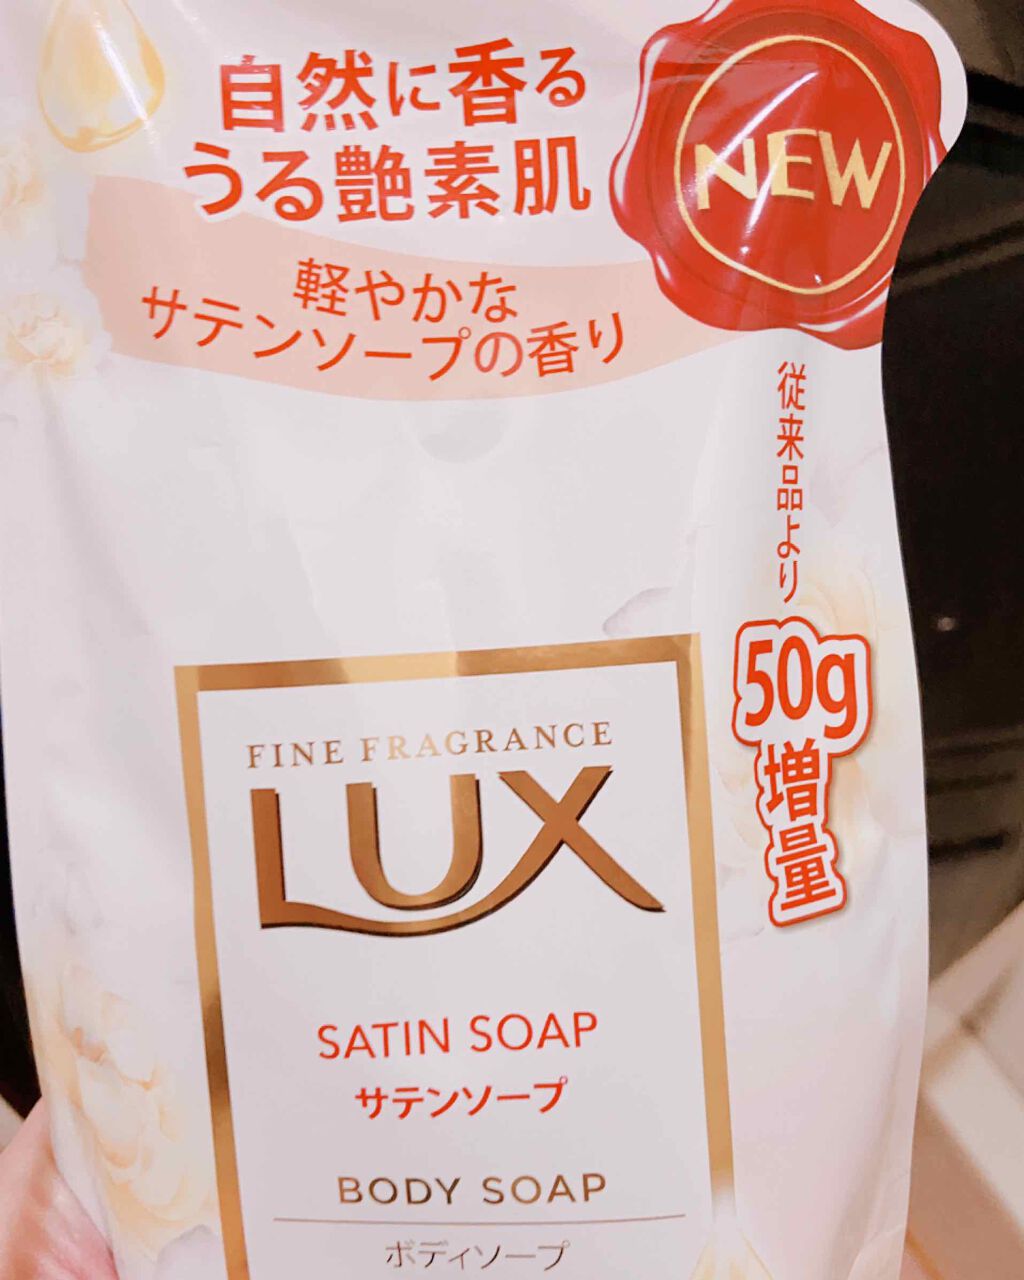 自然に香る
うる艶素肌
NEW
軽やかな
サテンソープの香り
従来品より
50g
増量
FINE FRAGRANCE
LUX
SATIN SOAP
サテンソープ
BODY SOAP
ボディソープ